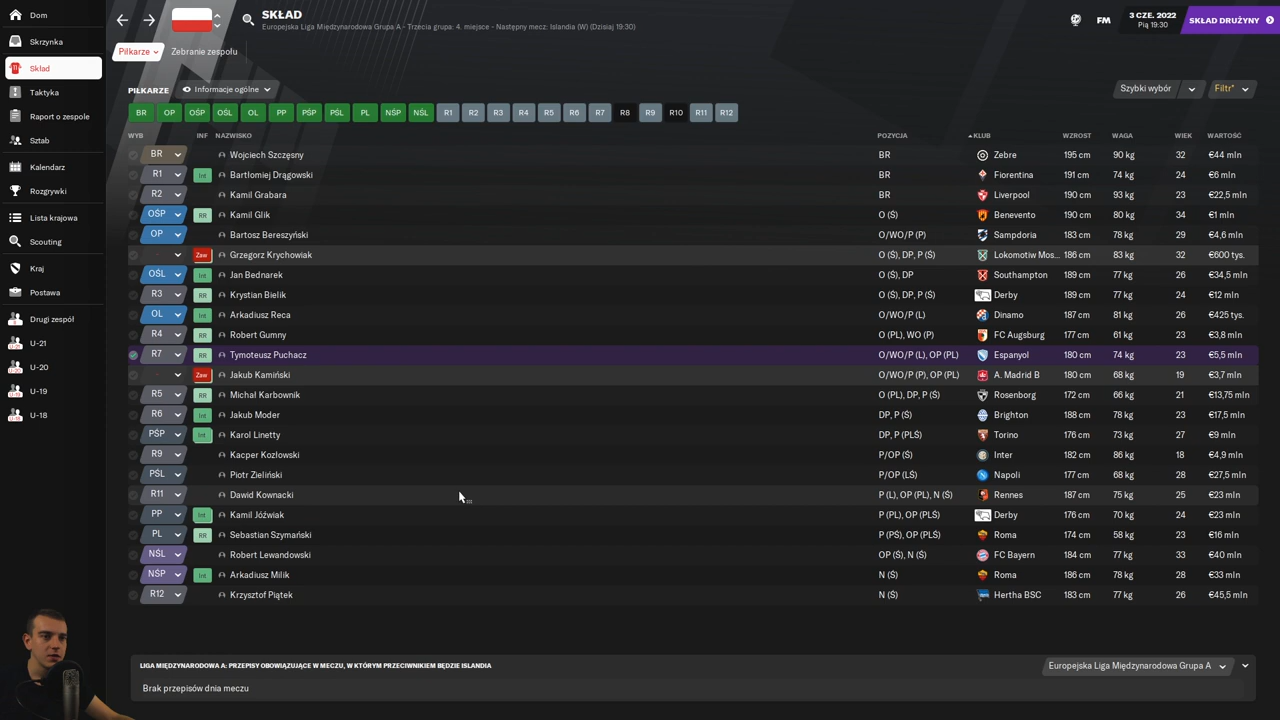 Dom
Skrzynka
Skład
Taktyka
Raport o zespole
Sztab
Kalendarz
Rozgrywki
Lista krajowa
Scouting
Kraj
Postawa
Drugi zespół
U-21
U-20
U-19
U-18
SKŁAD
Europejska Liga Międzynarodowa Grupa A - Trzecia grupa: 4. miejsce - Następny mecz: Islandia (W) (Dzisiaj 19:30)
FM
3 CZE. 2022
Pią 19:30
SKŁAD DRUŻYNY
Piłkarze
Zebranie zespołu
PIŁKARZE
Informacje ogólne
Szybki wybór
Filtr*
BR OP OŚP OŚL OL PP PŚP PŚL PL NŚP NŚL R1 R2 R3 R4 R5 R6 R7 R8 R9 R10 R11 R12
WYB INF NAZWISKO POZYCJA KLUB WZROST WAGA WIEK WARTOŚĆ
BR Wojciech Szczęsny BR Zebre 195 cm 90 kg 32 €44 mln
R1 Int Bartłomiej Drągowski BR Fiorentina 191 cm 74 kg 24 €6 mln
R2 Kamil Grabara BR Liverpool 190 cm 93 kg 23 €22,5 mln
OŚP RR Kamil Glik O (Ś) Benevento 190 cm 80 kg 34 €1 mln
OP Bartosz Bereszyński O/WO/P (P) Sampdoria 183 cm 78 kg 29 €4,6 mln
- Zaw Grzegorz Krychowiak O (Ś), DP, P (Ś) Lokomotiw Mos... 186 cm 83 kg 32 €600 tys.
OŚL Int Jan Bednarek O (Ś), DP Southampton 189 cm 77 kg 26 €34,5 mln
R3 RR Krystian Bielik O (Ś), DP, P (Ś) Derby 189 cm 77 kg 24 €12 mln
OL Int Arkadiusz Reca O/WO/P (L) Dinamo 187 cm 81 kg 26 €425 tys.
R4 RR Robert Gumny O (PL), WO (P) FC Augsburg 177 cm 61 kg 23 €3,8 mln
R7 RR Tymoteusz Puchacz O/WO/P (L), OP (PL) Espanyol 180 cm 74 kg 23 €5,5 mln
- Zaw Jakub Kamiński O/WO/P (P), OP (PL) A. Madrid B 180 cm 68 kg 19 €3,7 mln
R5 RR Michał Karbownik O (PL), DP, P (Ś) Rosenborg 172 cm 66 kg 21 €13,75 mln
R6 Int Jakub Moder DP, P (Ś) Brighton 188 cm 78 kg 23 €17,5 mln
PŚP Int Karol Linetty DP, P (PLŚ) Torino 176 cm 73 kg 27 €9 mln
R9 Kacper Kozłowski P/OP (Ś) Inter 182 cm 86 kg 18 €4,9 mln
PŚL Piotr Zieliński P/OP (LŚ) Napoli 177 cm 68 kg 28 €27,5 mln
R11 Dawid Kownacki P (L), OP (PL), N (Ś) Rennes 187 cm 75 kg 25 €23 mln
PP Int Kamil Jóźwiak P (PL), OP (PLŚ) Derby 176 cm 70 kg 24 €23 mln
PL RR Sebastian Szymański P (PŚ), OP (PLŚ) Roma 174 cm 58 kg 23 €16 mln
NŚL Robert Lewandowski OP (Ś), N (Ś) FC Bayern 184 cm 77 kg 33 €40 mln
NŚP Int Arkadiusz Milik N (Ś) Roma 186 cm 78 kg 28 €33 mln
R12 Krzysztof Piątek N (Ś) Hertha BSC 183 cm 77 kg 26 €45,5 mln
LIGA MIĘDZYNARODOWA A: PRZEPISY OBOWIĄZUJĄCE W MECZU, W KTÓRYM PRZECIWNIKIEM BĘDZIE ISLANDIA
Europejska Liga Międzynarodowa Grupa A
Brak przepisów dnia meczu